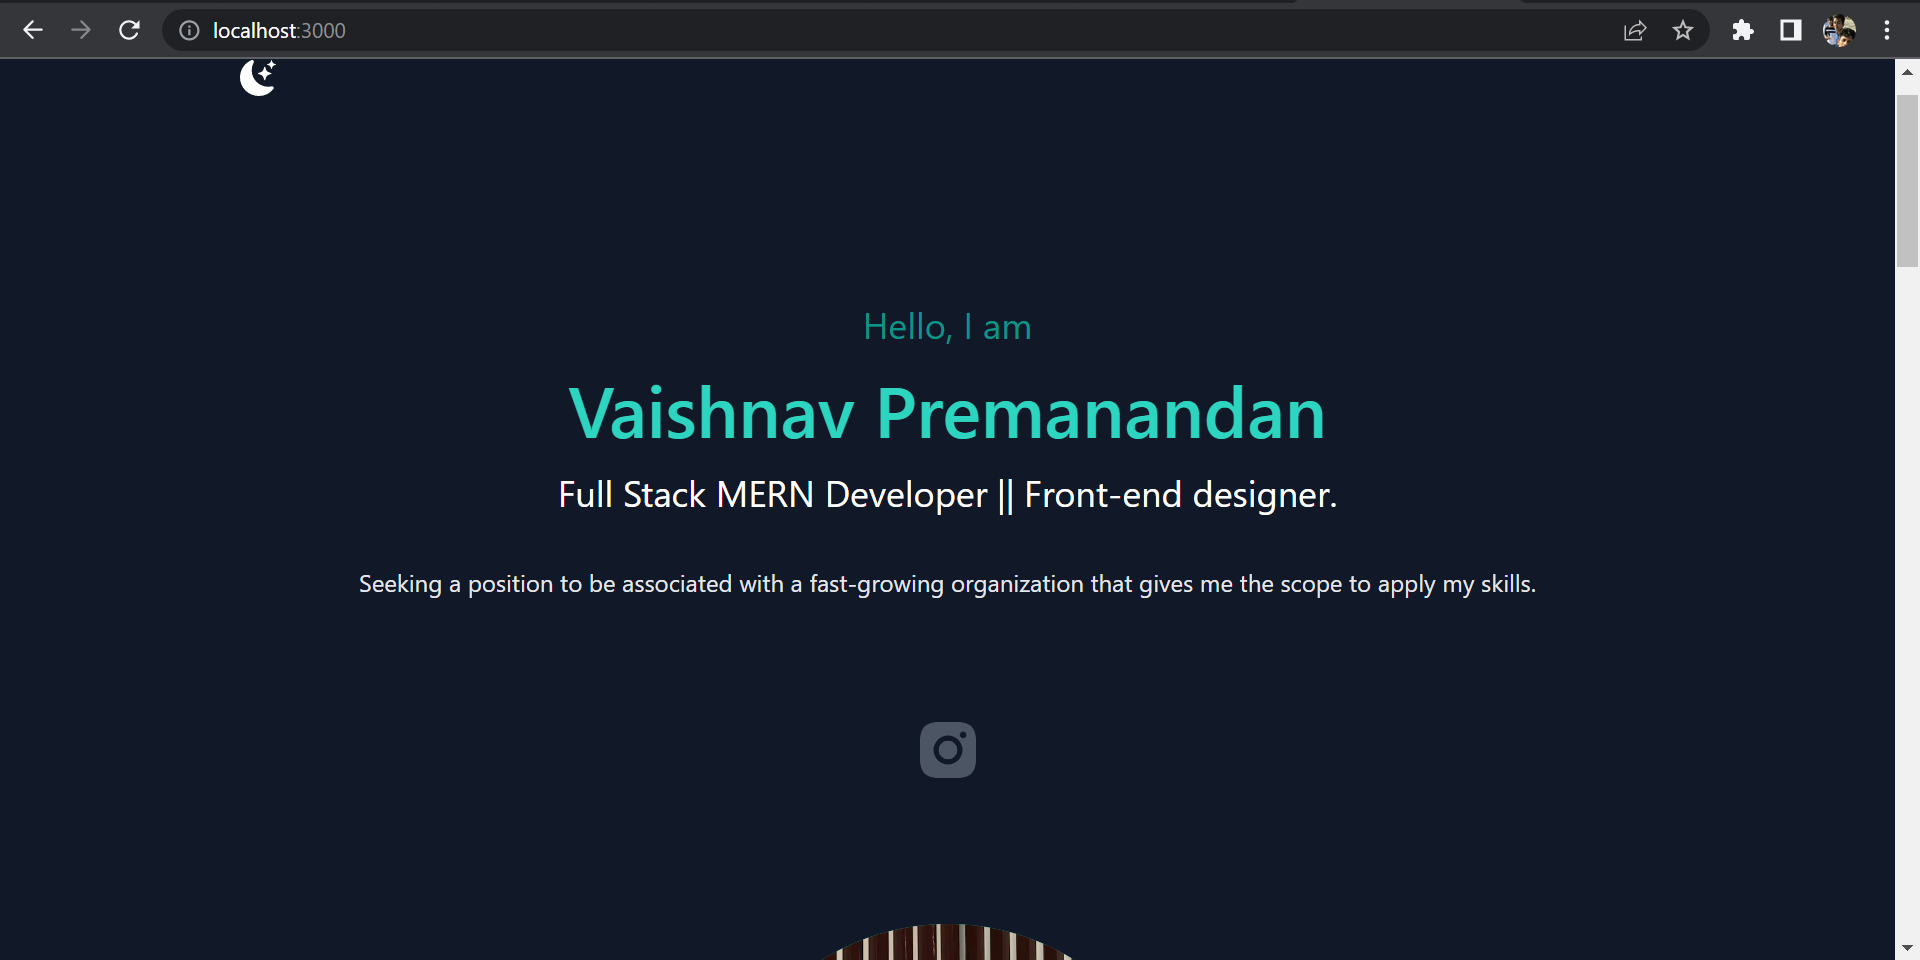 localhost:3000
Hello, I am
Vaishnav Premanandan
Full Stack MERN Developer || Front-end designer.
Seeking a position to be associated with a fast-growing organization that gives me the scope to apply my skills.